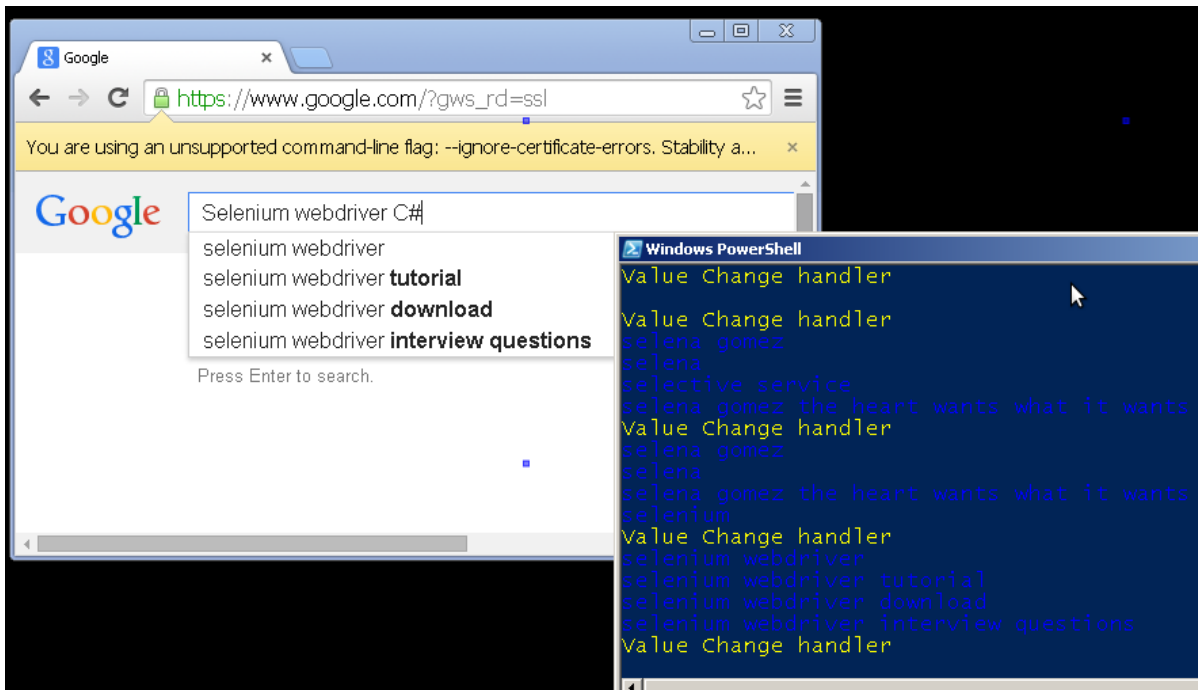 Google
https://www.google.com/?gws_rd=ssl
You are using an unsupported command-line flag: --ignore-certificate-errors. Stability a...
Google
Selenium webdriver C#
selenium webdriver
selenium webdriver tutorial
selenium webdriver download
selenium webdriver interview questions
Press Enter to search.
Windows PowerShell
Value Change handler
Value Change handler
selena gomez
selena
selective service
selena gomez the heart wants what it wants
Value Change handler
selena gomez
selena
selena gomez the heart wants what it wants
selenium
Value Change handler
selenium webdriver
selenium webdriver tutorial
selenium webdriver download
selenium webdriver interview questions
Value Change handler